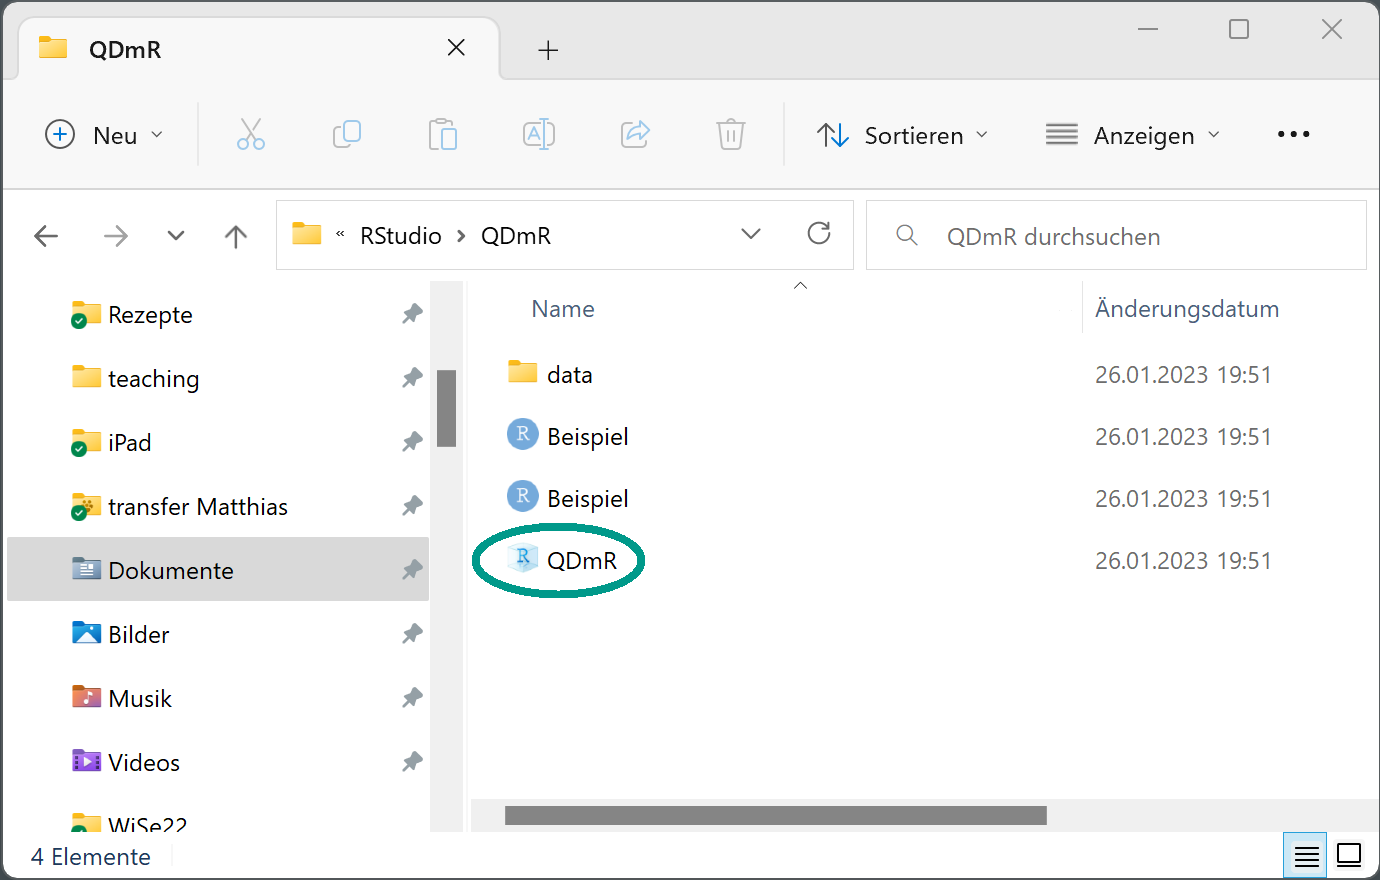 QDmR
Neu
Sortieren
Anzeigen
« RStudio > QDmR
QDmR durchsuchen
Rezepte
teaching
iPad
transfer Matthias
Dokumente
Bilder
Musik
Videos
WiSe22
Name Änderungsdatum
data 26.01.2023 19:51
R Beispiel 26.01.2023 19:51
R Beispiel 26.01.2023 19:51
R QDmR 26.01.2023 19:51
4 Elemente